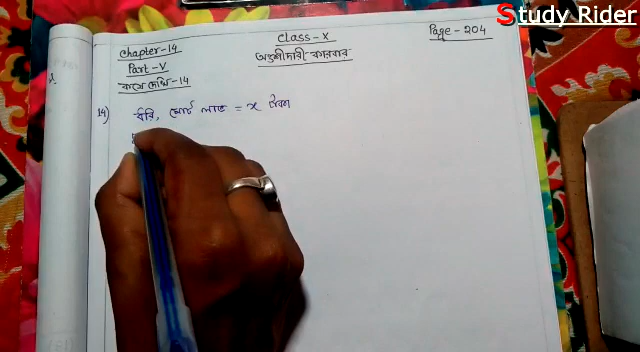 Study Rider
Class-X
Page-204
Chapter-14
অংশীদারী কারবার
Part-V
কষে দেখি-14
14) ধরি, মোট লাভ = x টাকা